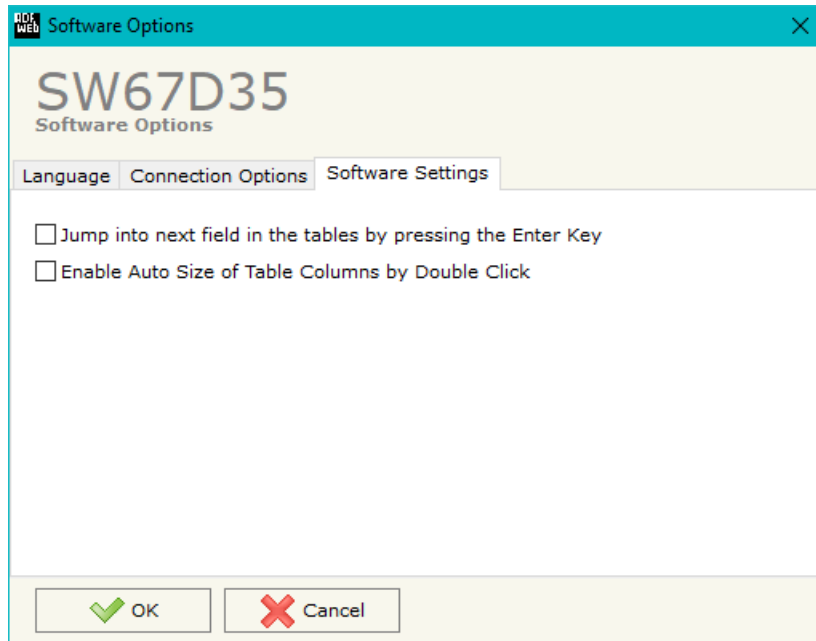 ADF
WEB
Software Options
SW67D35
Software Options
Language Connection Options Software Settings
Jump into next field in the tables by pressing the Enter Key
Enable Auto Size of Table Columns by Double Click
OK Cancel